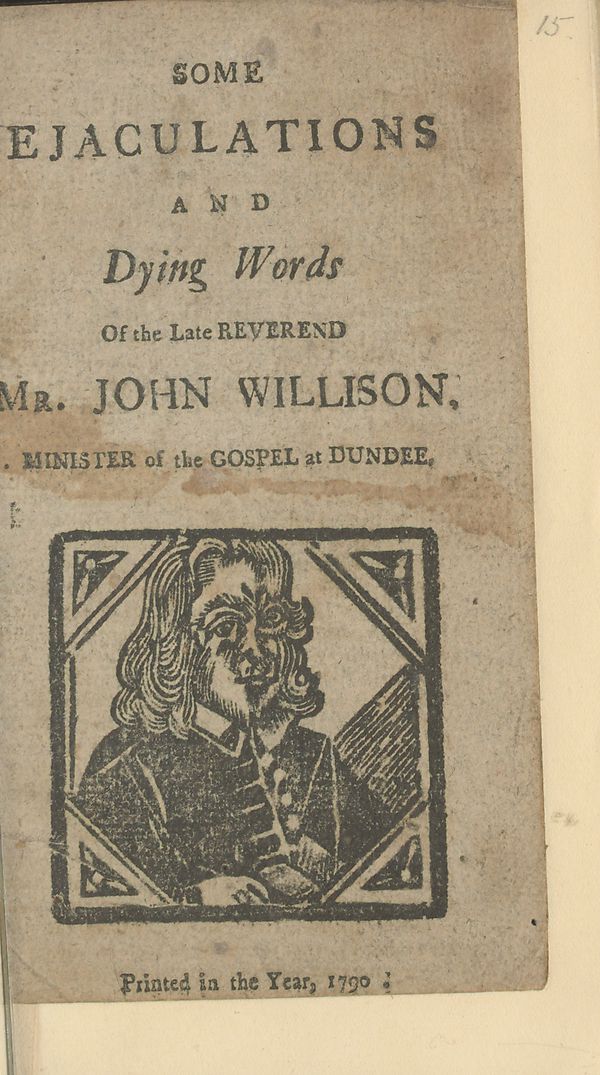 15.
SOME
EJACULATIONS
AND
Dying Words
Of the Late REVEREND
MR. JOHN WILLISON,
. MINISTER of the GOSPEL at DUNDEE,
Printed in the Year, 1790 :